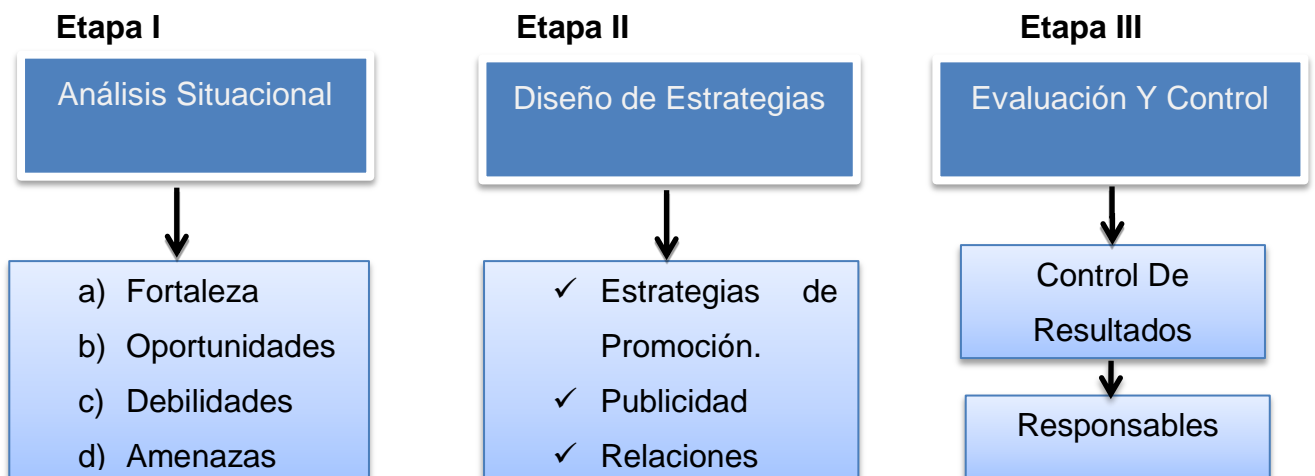 Etapa I
Etapa II
Etapa III
Análisis Situacional
Diseño de Estrategias
Evaluación Y Control
a) Fortaleza
b) Oportunidades
c) Debilidades
d) Amenazas
✓ Estrategias de
Promoción.
✓ Publicidad
✓ Relaciones
Control De
Resultados
Responsables